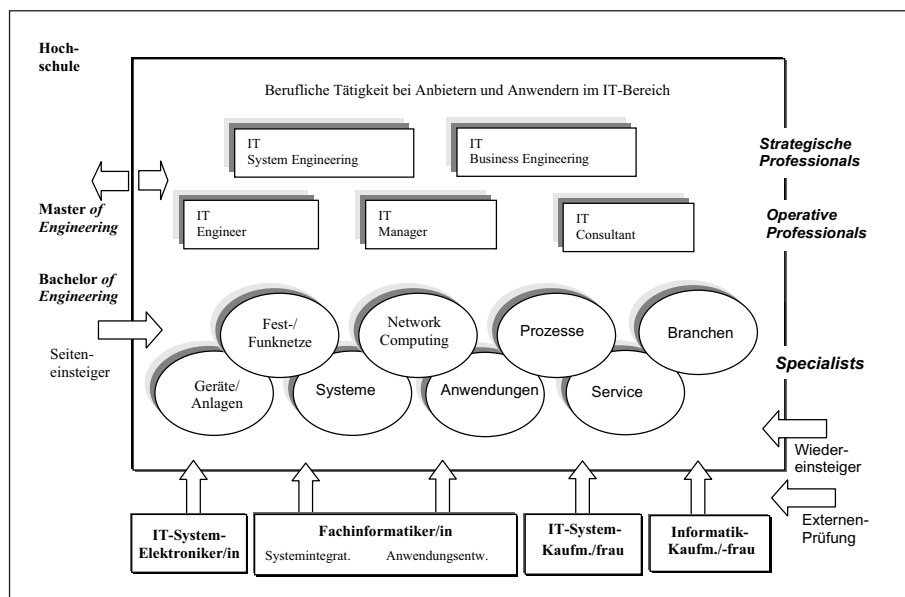 Hoch-
schule
Berufliche Tätigkeit bei Anbietern und Anwendern im IT-Bereich
IT
System Engineering
IT
Business Engineering
Strategische
Professionals
Master of
Engineering
IT
Engineer
IT
Manager
IT
Consultant
Operative
Professionals
Bachelor of
Engineering
Seiten-
einsteiger
Fest-/
Funknetze
Network
Computing
Prozesse
Branchen
Geräte/
Anlagen
Systeme
Anwendungen
Service
Specialists
Wieder-
einsteiger
Externen-
Prüfung
IT-System-
Elektroniker/in
Fachinformatiker/in
Systemintegrat.
Anwendungsentw.
IT-System-
Kaufm./frau
Informatik-
Kaufm./-frau